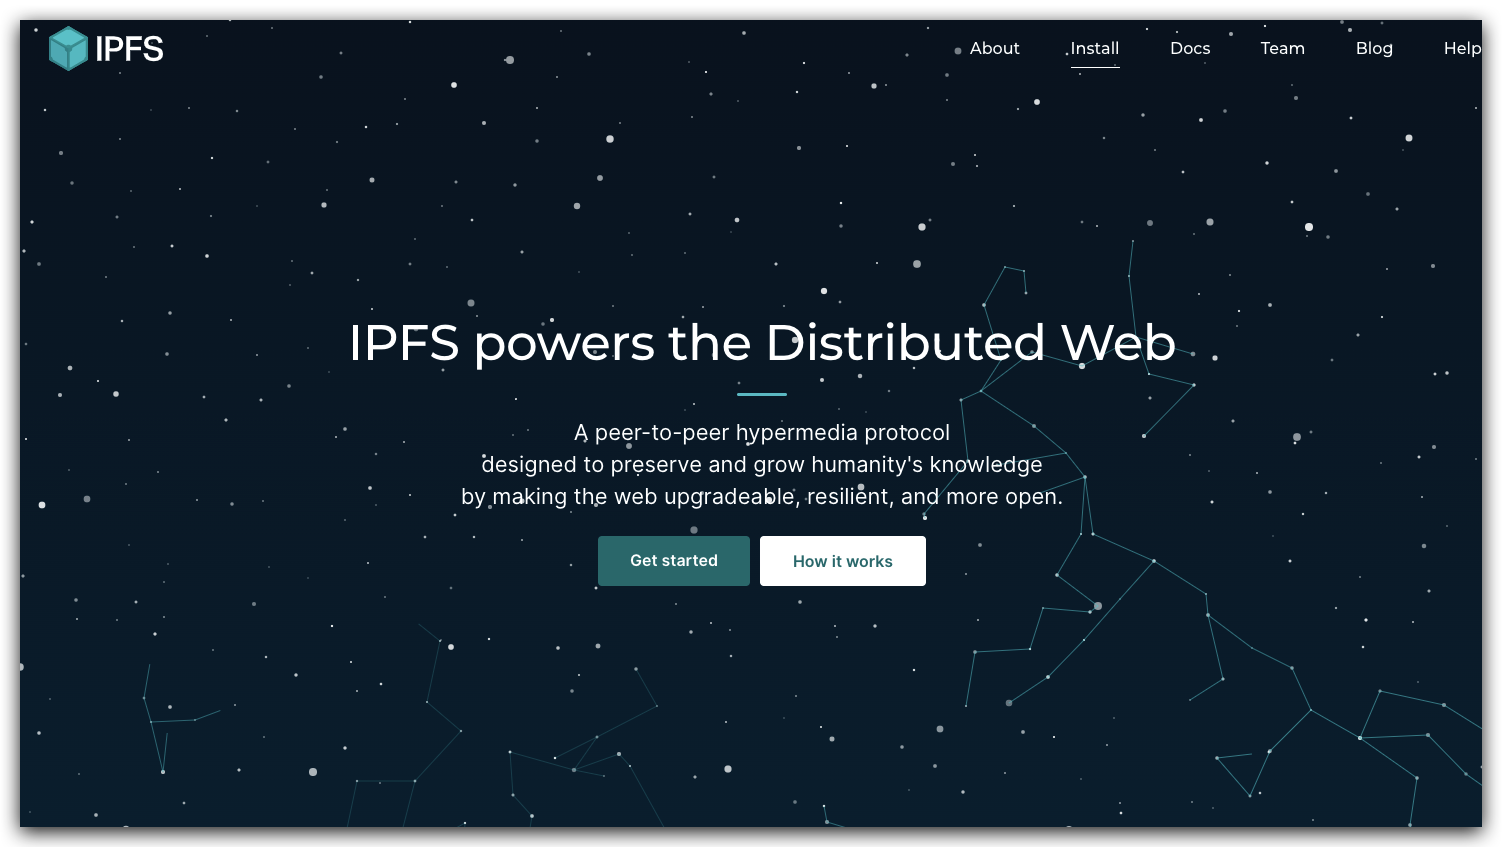 IPFS
About Install Docs Team Blog Help
IPFS powers the Distributed Web
A peer-to-peer hypermedia protocol
designed to preserve and grow humanity's knowledge
by making the web upgradeable, resilient, and more open.
Get started How it works